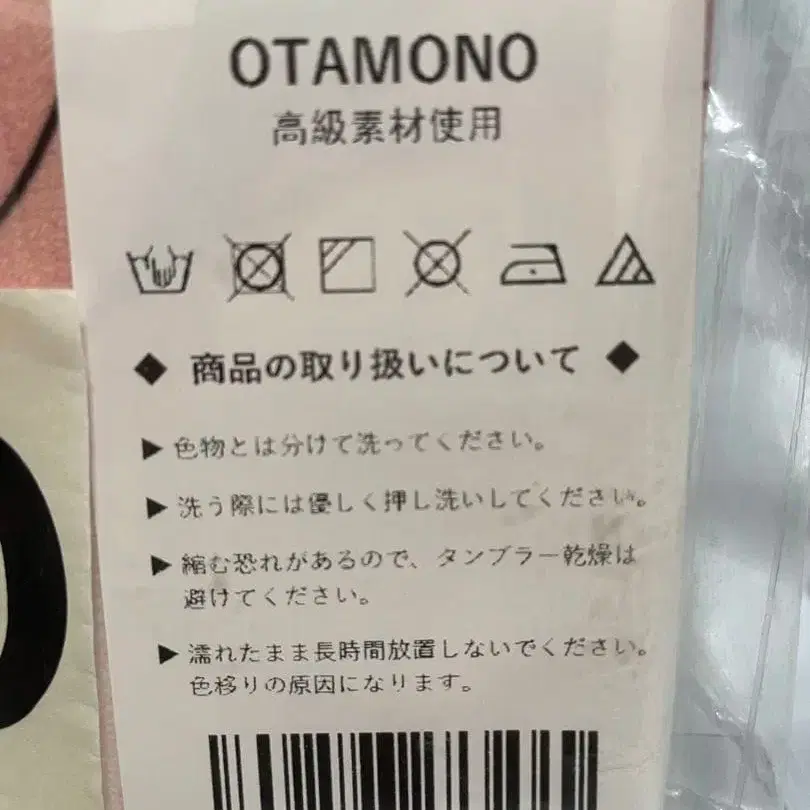 OTAMONO
高級素材使用
◆ 商品の取り扱いについて ◆
▶ 色物とは分けて洗ってください。
▶ 洗う際には優しく押し洗いしてください。
▶ 縮む恐れがあるので、タンブラー乾燥は
避けてください。
▶ 濡れたまま長時間放置しないでください。
色移りの原因になります。